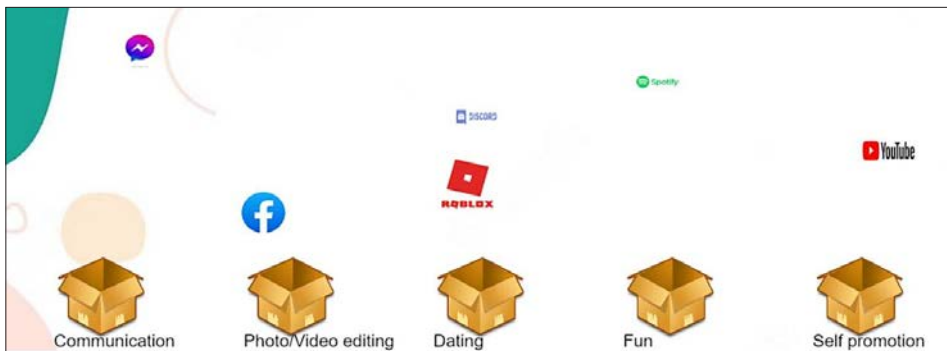 Spotify
DISCORD
YouTube
ROBLOX
Communication
Photo/Video editing
Dating
Fun
Self promotion